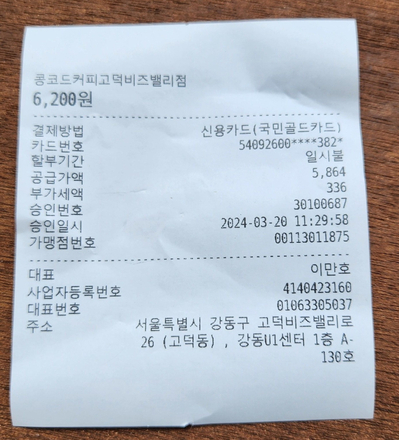 콩코드커피고덕비즈밸리점
6,200원
결제방법 신용카드(국민골드카드)
카드번호 54092600****382*
할부기간 일시불
공급가액 5,864
부가세액 336
승인번호 30100687
승인일시 2024-03-20 11:29:58
가맹점번호 00113011875
대표 이만호
사업자등록번호 4140423160
대표번호 01063305037
주소 서울특별시 강동구 고덕비즈밸리로
26 (고덕동) , 강동U1센터 1층 A-
130호